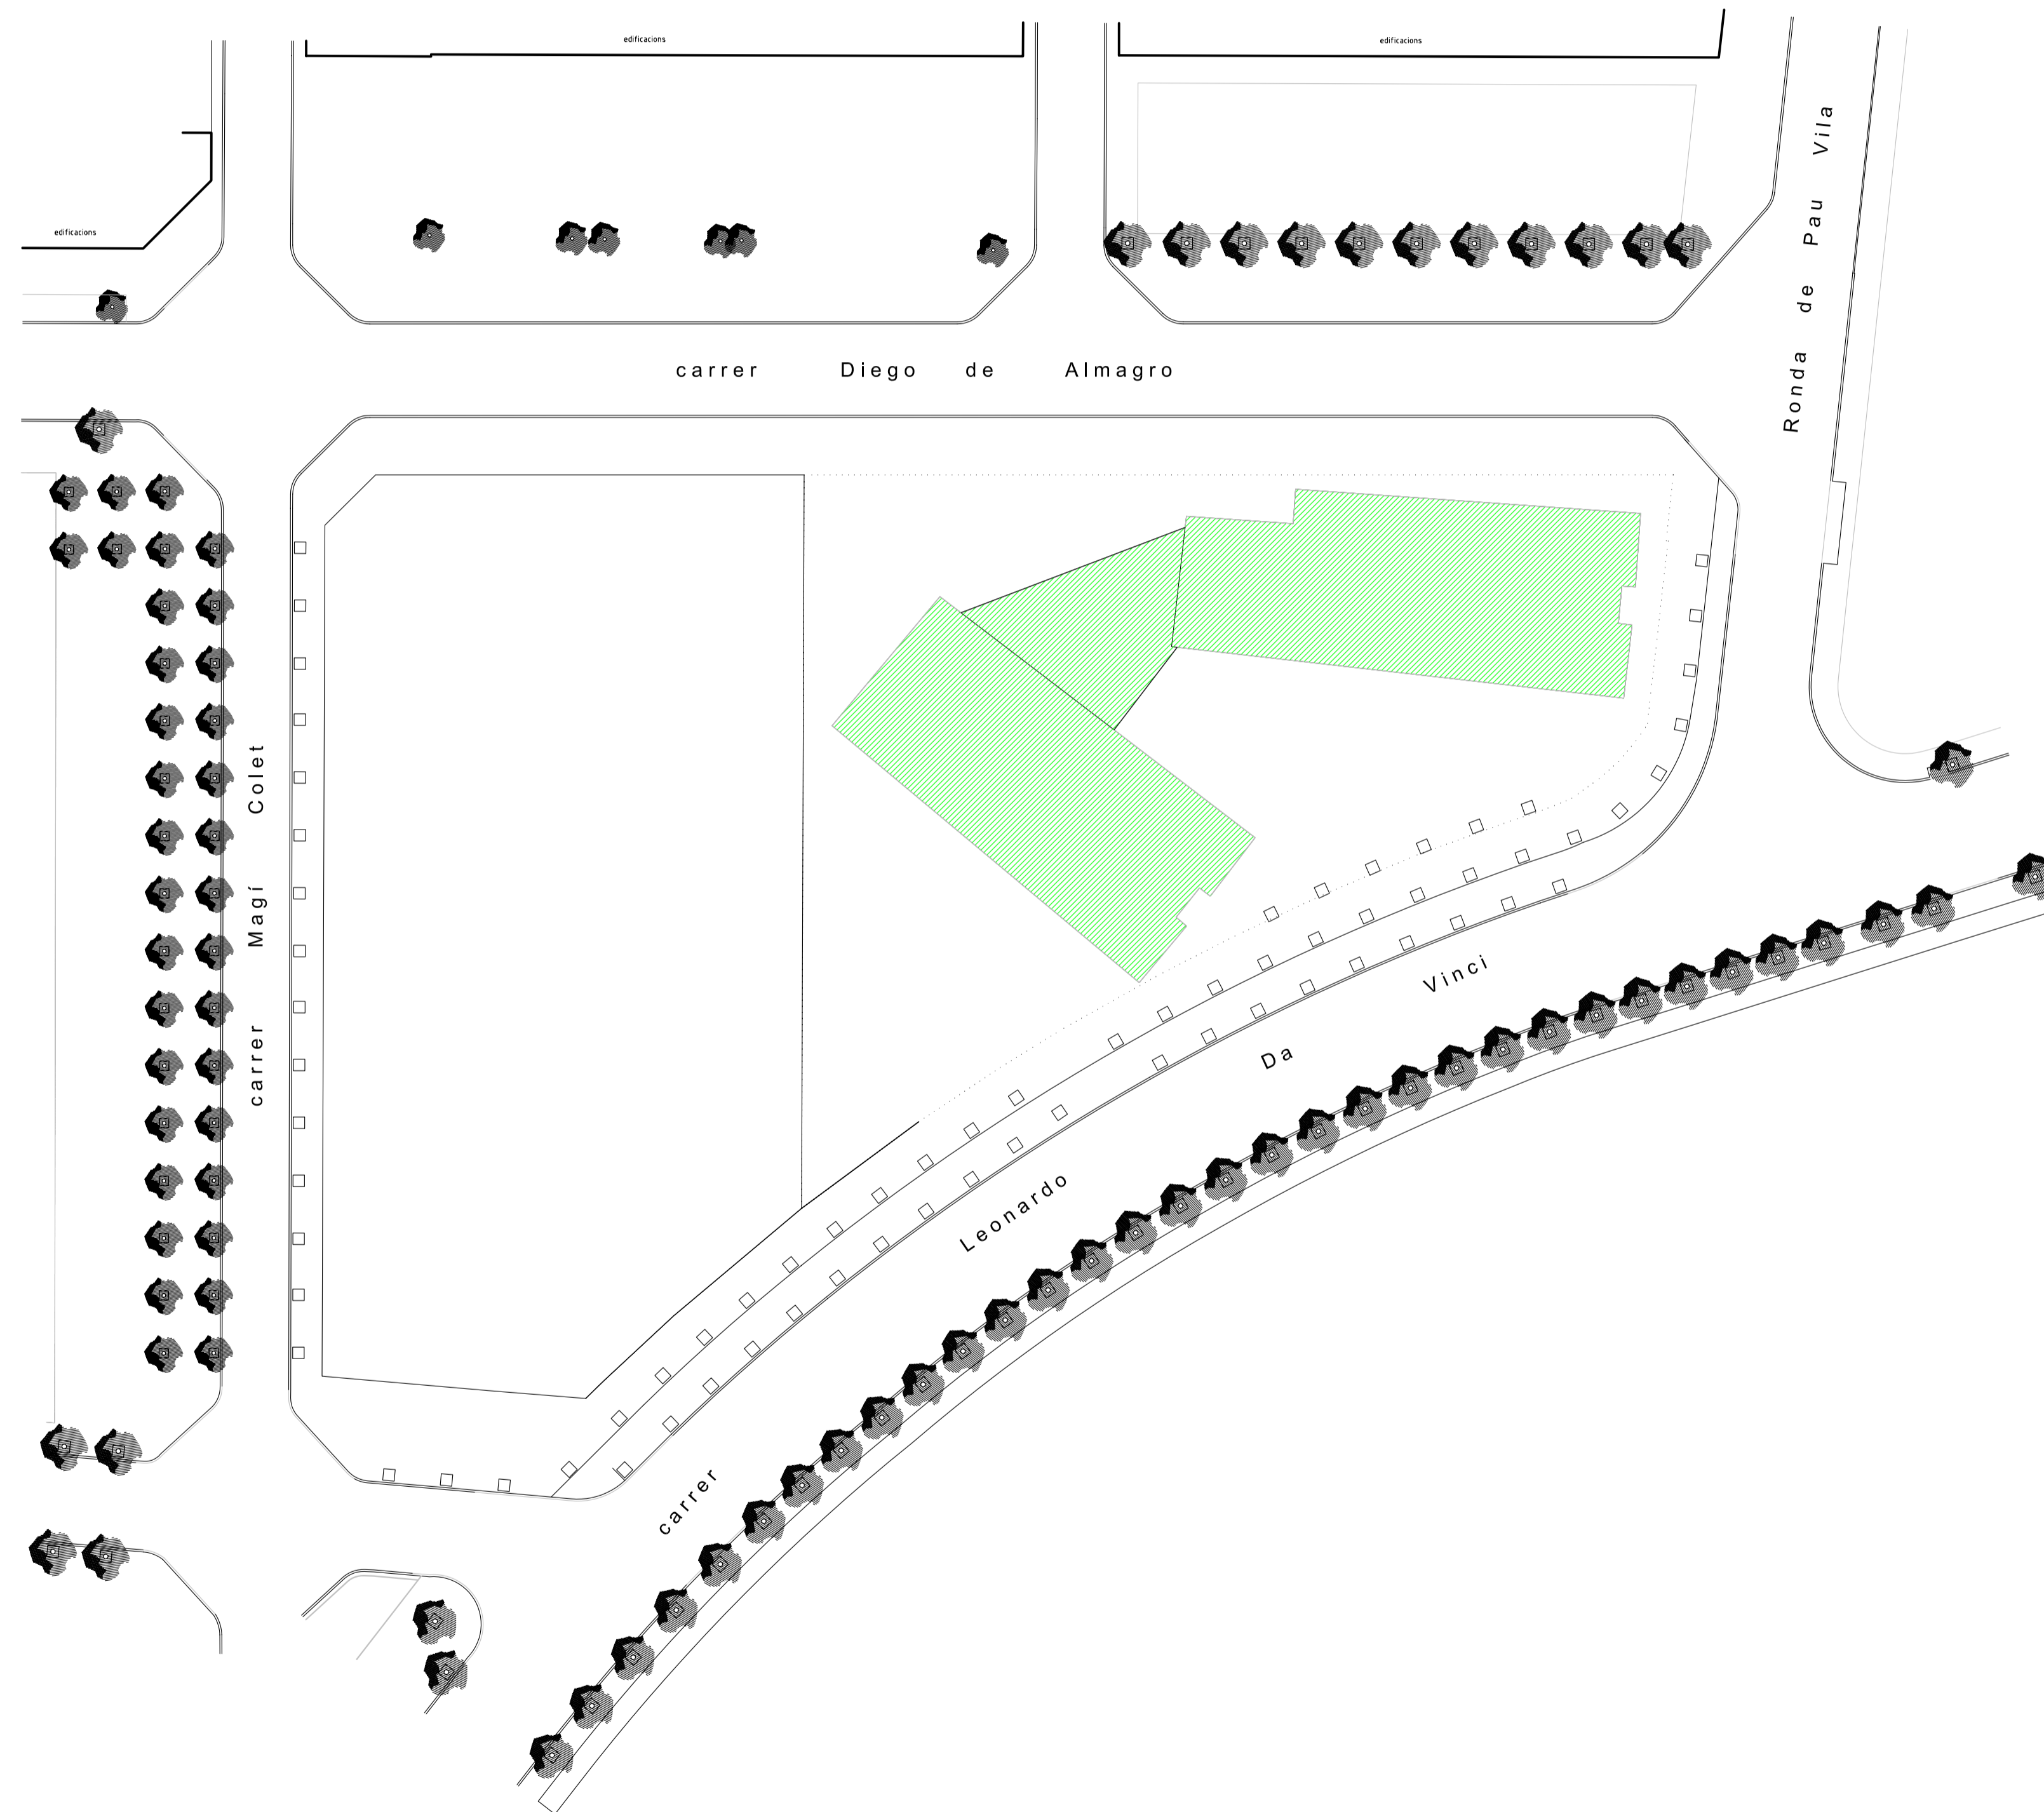 edificacions
edificacions
edificacions
carrer Diego de Almagro
Ronda de Pau Vila
carrer Magí Colet
carrer Leonardo Da Vinci